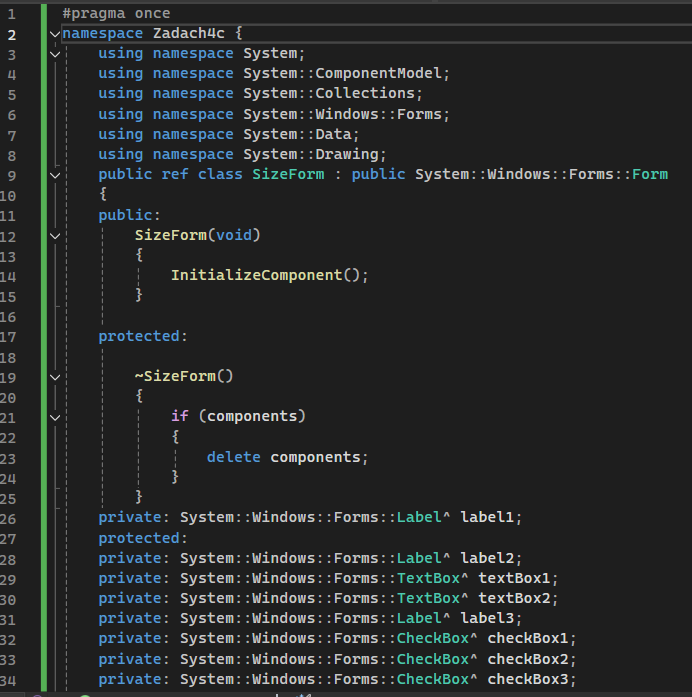 1 #pragma once
2 namespace Zadach4c {
3 using namespace System;
4 using namespace System::ComponentModel;
5 using namespace System::Collections;
6 using namespace System::Windows::Forms;
7 using namespace System::Data;
8 using namespace System::Drawing;
9 public ref class SizeForm : public System::Windows::Forms::Form
10 {
11 public:
12 SizeForm(void)
13 {
14 InitializeComponent();
15 }
16
17 protected:
18
19 ~SizeForm()
20 {
21 if (components)
22 {
23 delete components;
24 }
25 }
26 private: System::Windows::Forms::Label^ label1;
27 protected:
28 private: System::Windows::Forms::Label^ label2;
29 private: System::Windows::Forms::TextBox^ textBox1;
30 private: System::Windows::Forms::TextBox^ textBox2;
31 private: System::Windows::Forms::Label^ label3;
32 private: System::Windows::Forms::CheckBox^ checkBox1;
33 private: System::Windows::Forms::CheckBox^ checkBox2;
34 private: System::Windows::Forms::CheckBox^ checkBox3;